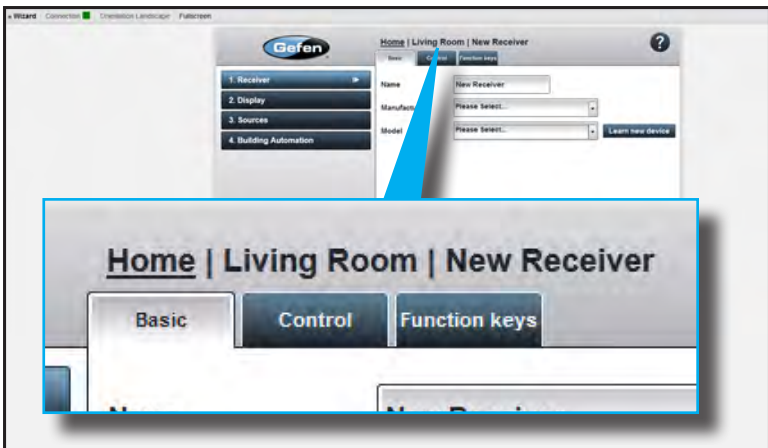 Wizard Connection Orientation Landscape Fullscreen
Gefen
Home | Living Room | New Receiver
?
Basic Control Function keys
1. Receiver
2. Display
3. Sources
4. Building Automation
Name New Receiver
Please Select...
Model Please Select... Learn new device
Home | Living Room | New Receiver
Basic Control Function keys